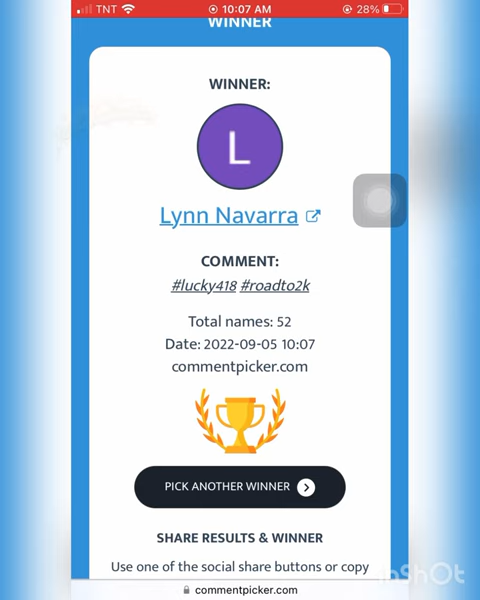 TNT 10:07 AM 28%
WINNER
WINNER:
L
Lynn Navarra
COMMENT:
#lucky418 #roadto2k
Total names: 52
Date: 2022-09-05 10:07
commentpicker.com
PICK ANOTHER WINNER
SHARE RESULTS & WINNER
Use one of the social share buttons or copy
InShOt
commentpicker.com